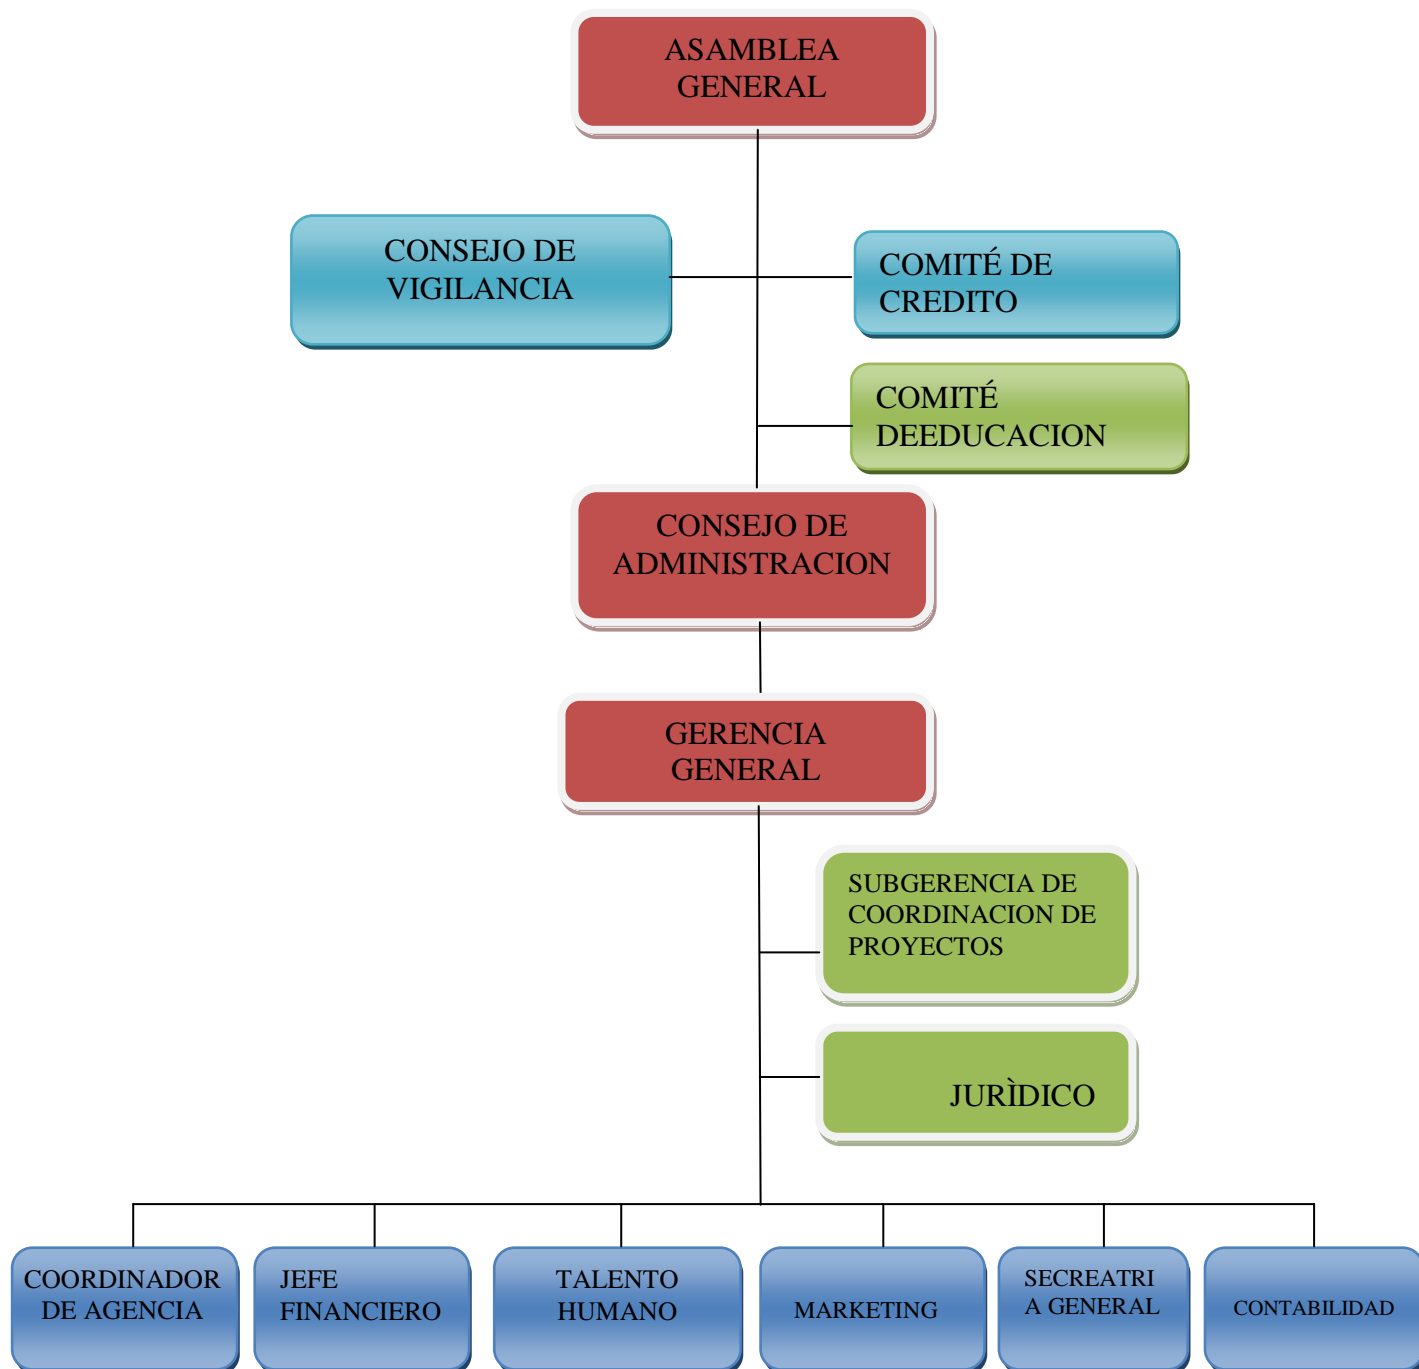 ASAMBLEA
GENERAL
CONSEJO DE
VIGILANCIA
COMITÉ DE
CREDITO
COMITÉ
DEEDUCACION
CONSEJO DE
ADMINISTRACION
GERENCIA
GENERAL
SUBGERENCIA DE
COORDINACION DE
PROYECTOS
JURÌDICO
COORDINADOR
DE AGENCIA
JEFE
FINANCIERO
TALENTO
HUMANO
MARKETING
SECREATRI
A GENERAL
CONTABILIDAD